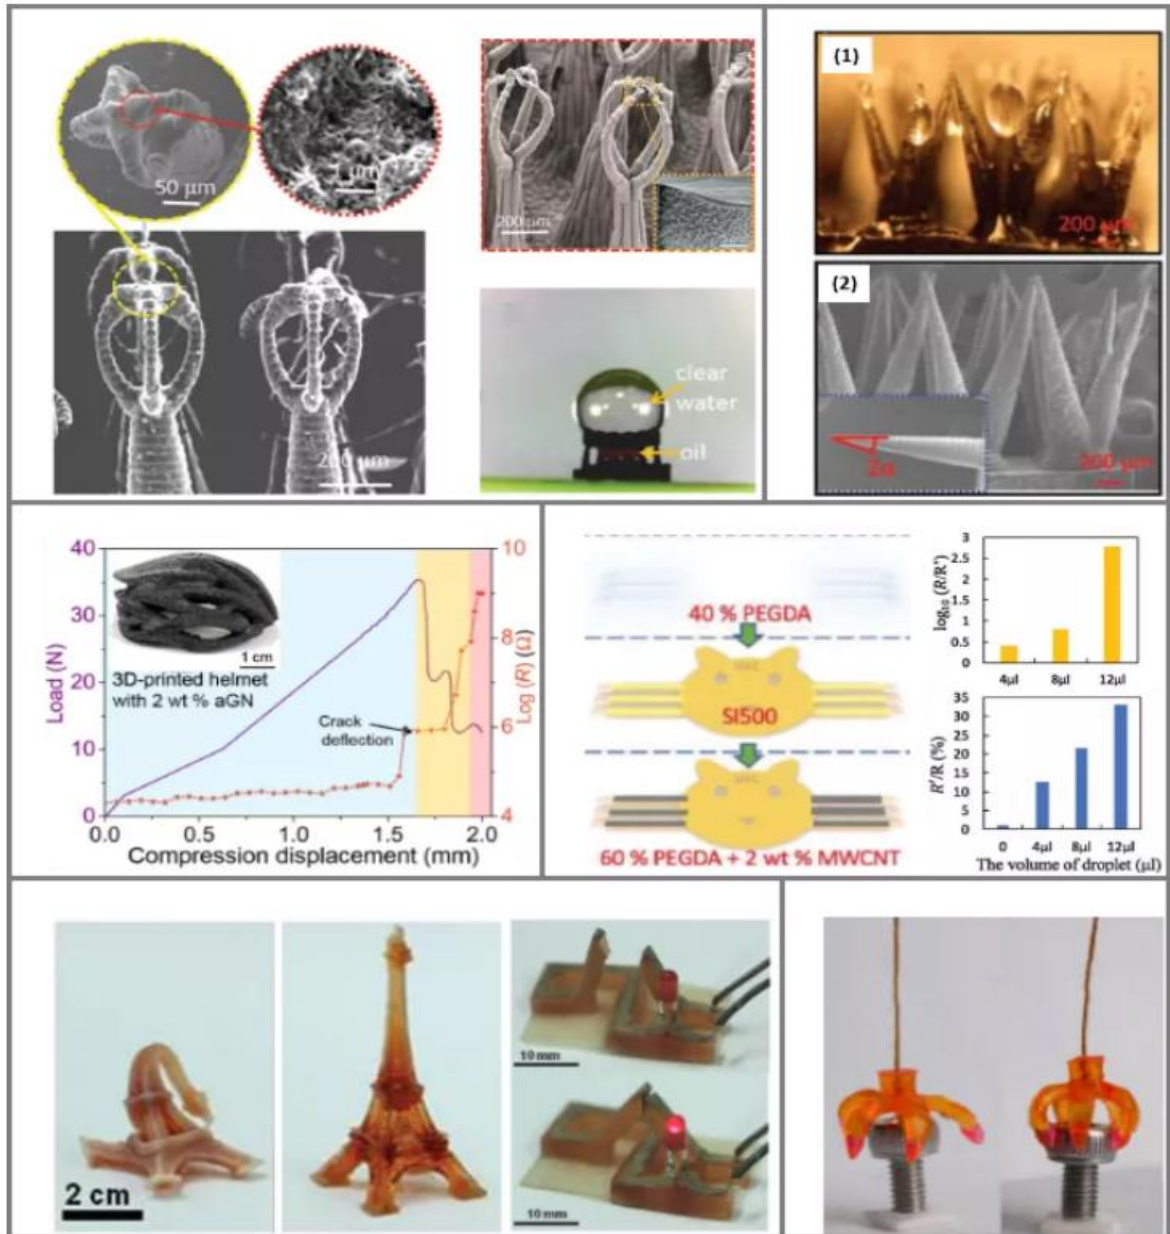 50 μm
1 μm
200 μm
200 μm
clear
water
oil
(1)
200 μm
(2)
2α
200 μm
40
30
20
10
0
Load (N)
10
8
6
4
Log (R) (Ω)
1 cm
3D-printed helmet
with 2 wt % aGN
Crack
deflection
0.0
0.5
1.0
1.5
2.0
Compression displacement (mm)
40 % PEGDA
SI500
60 % PEGDA + 2 wt % MWCNT
log₁₀ (R/R')
3
2.5
2
1.5
1
0.5
0
4μl
8μl
12μl
R'/R (%)
35
30
25
20
15
10
5
0
0
4μl
8μl
12μl
The volume of droplet (μl)
2 cm
10 mm
10 mm